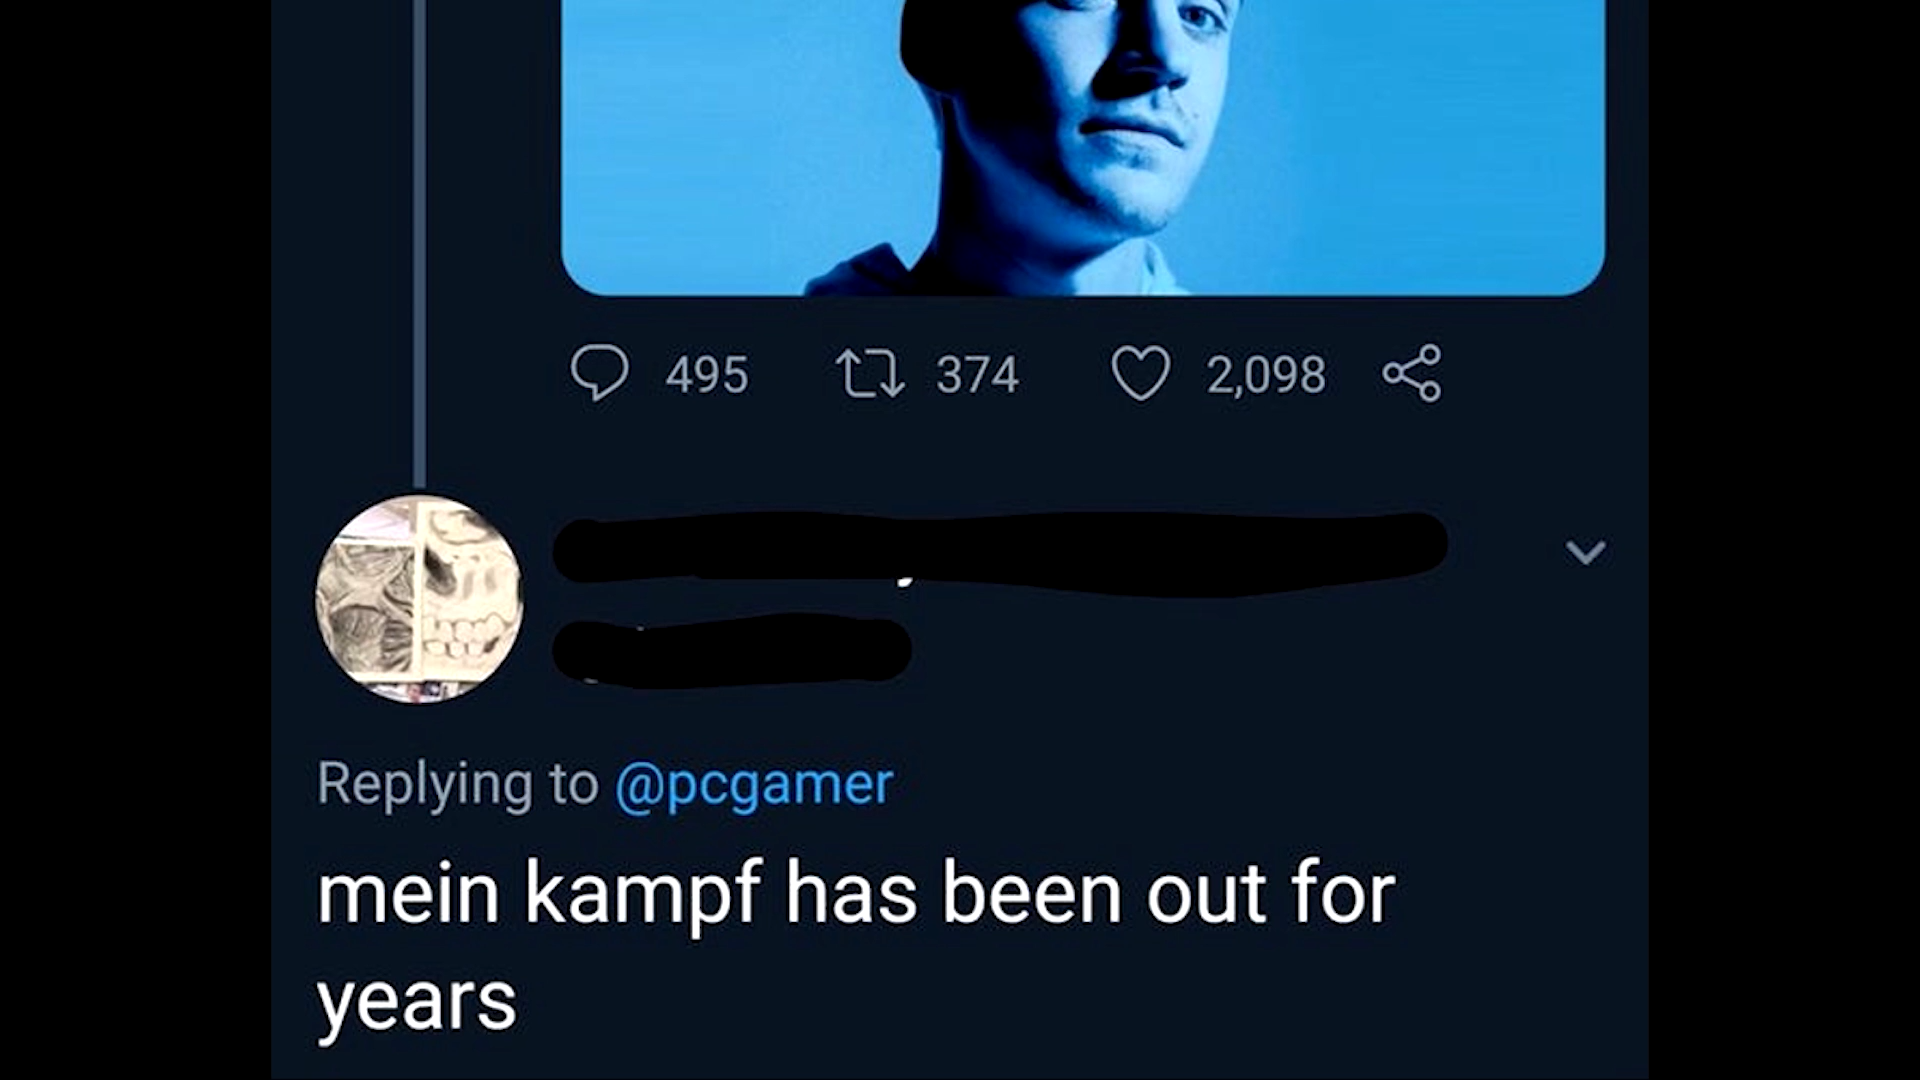 495 374 2,098
Replying to @pcgamer
mein kampf has been out for
years